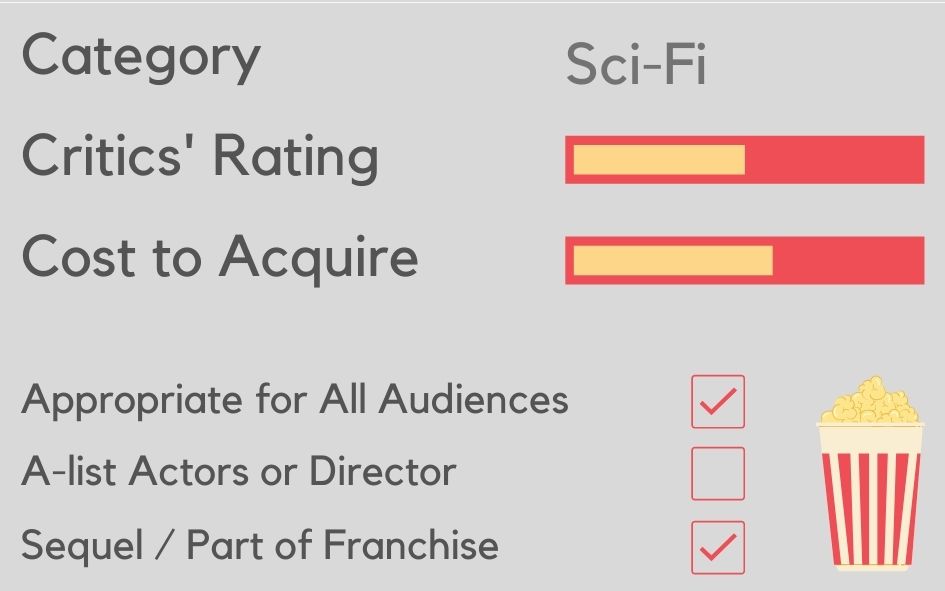 Category
Sci-Fi
Critics' Rating
Cost to Acquire
Appropriate for All Audiences
A-list Actors or Director
Sequel / Part of Franchise